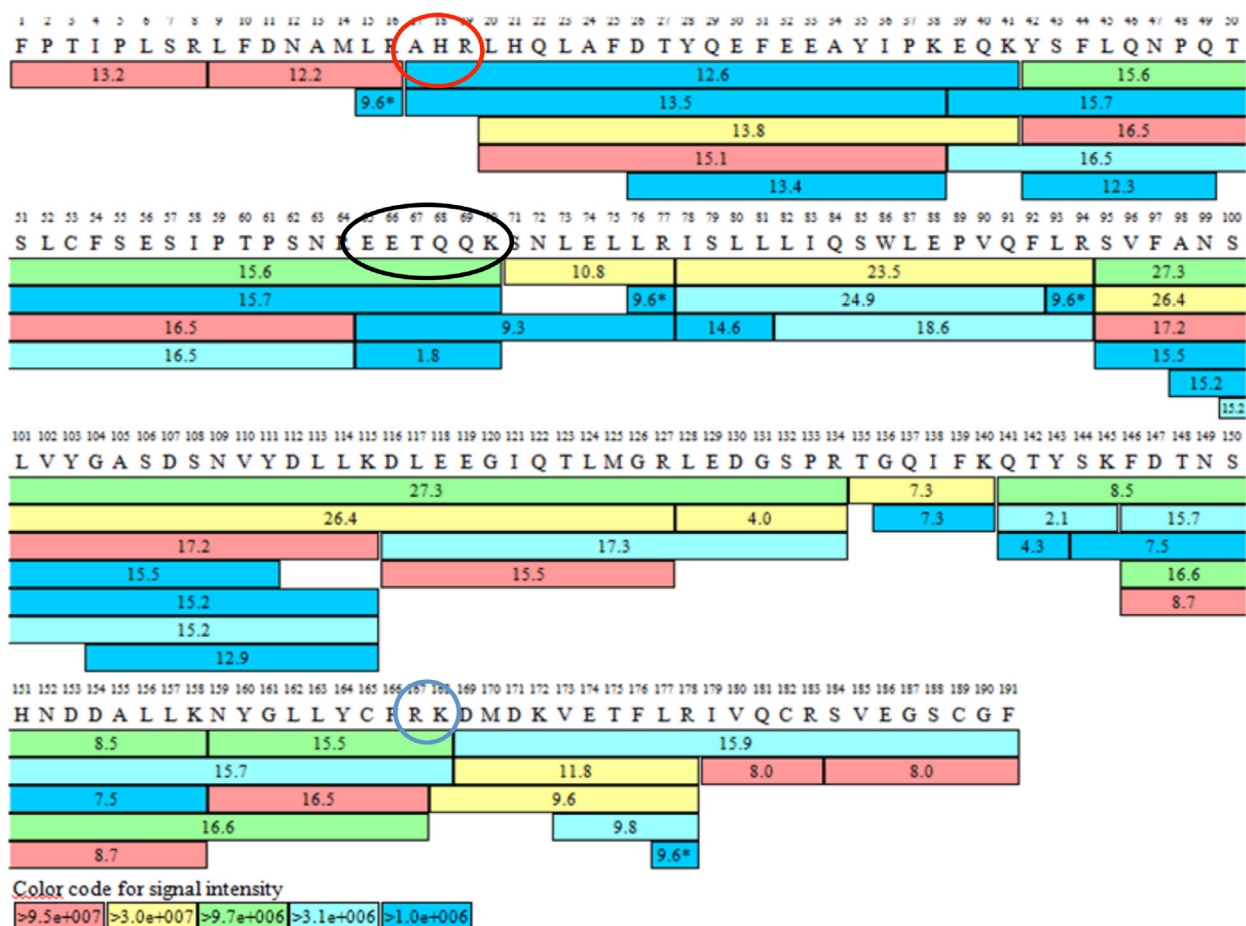 1 2 3 4 5 6 7 8 9 10 11 12 13 14 15 16 17 18 19 20 21 22 23 24 25 26 27 28 29 30 31 32 33 34 35 36 37 38 39 40 41 42 43 44 45 46 47 48 49 50
F P T I P L S R L F D N A M L R A H R L H Q L A F D T Y Q E F E E A Y I P K E Q K Y S F L Q N P Q T
13.2 12.2 12.6 15.6
9.6* 13.5 15.7
13.8 16.5
15.1 16.5
13.4 12.3
51 52 53 54 55 56 57 58 59 60 61 62 63 64 65 66 67 68 69 70 71 72 73 74 75 76 77 78 79 80 81 82 83 84 85 86 87 88 89 90 91 92 93 94 95 96 97 98 99 100
S L C F S E S I P T P S N R E E T Q Q K S N L E L L R I S L L L I Q S W L E P V Q F L R S V F A N S
15.6 10.8 23.5 27.3
15.7 9.6* 24.9 9.6* 26.4
16.5 9.3 14.6 18.6 17.2
16.5 1.8 15.5
15.2
15.2
101 102 103 104 105 106 107 108 109 110 111 112 113 114 115 116 117 118 119 120 121 122 123 124 125 126 127 128 129 130 131 132 133 134 135 136 137 138 139 140 141 142 143 144 145 146 147 148 149 150
L V Y G A S D S N V Y D L L K D L E E G I Q T L M G R L E D G S P R T G Q I F K Q T Y S K F D T N S
27.3 7.3 8.5
26.4 4.0 7.3 2.1 15.7
17.2 17.3 4.3 7.5
15.5 15.5 16.6
15.2 8.7
15.2
12.9
151 152 153 154 155 156 157 158 159 160 161 162 163 164 165 166 167 168 169 170 171 172 173 174 175 176 177 178 179 180 181 182 183 184 185 186 187 188 189 190 191
H N D D A L L K N Y G L L Y C F R K D M D K V E T F L R I V Q C R S V E G S C G F
8.5 15.5 15.9
15.7 11.8 8.0 8.0
7.5 16.5 9.6
16.6 9.8
8.7 9.6*
Color code for signal intensity
>9.5e+007 >3.0e+007 >9.7e+006 >3.1e+006 >1.0e+006